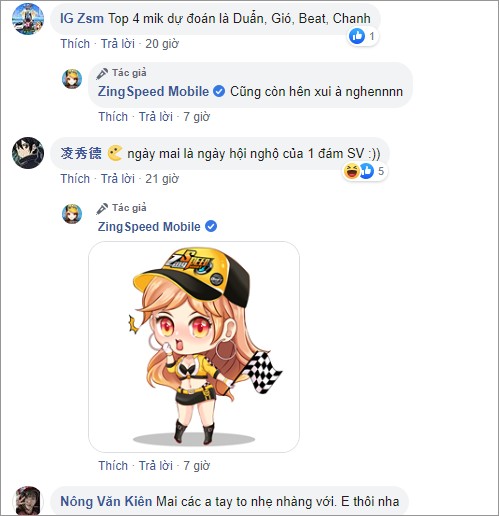 IG Zsm Top 4 mik dự đoán là Duẩn, Gió, Beat, Chanh
1
Thích · Trả lời · 20 giờ
Tác giả
ZingSpeed Mobile Cũng còn hên xui à nghennnn
Thích · Trả lời · 7 giờ
凌秀德 ngày mai là ngày hội nghộ của 1 đám SV :))
5
Thích · Trả lời · 21 giờ
Tác giả
ZingSpeed Mobile
Speed
Thích · Trả lời · 7 giờ
Nông Văn Kiên Mai các a tay to nhẹ nhàng với. E thôi nha